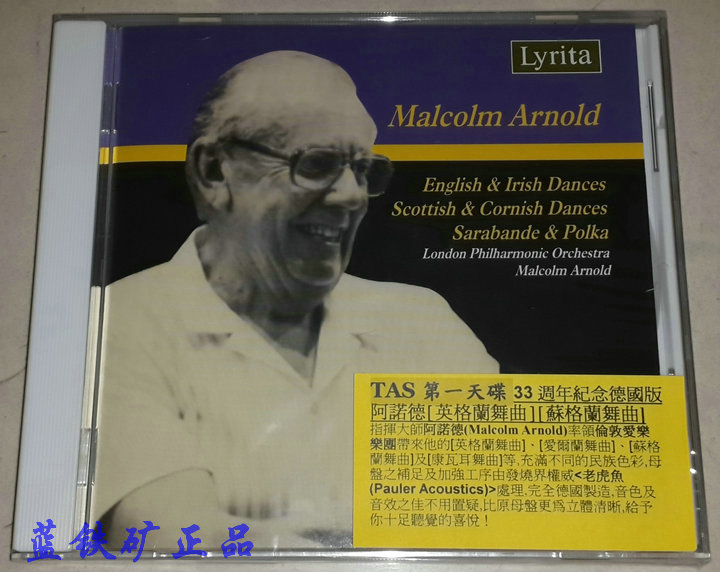 Lyrita
Malcolm Arnold
English & Irish Dances
Scottish & Cornish Dances
Sarabande & Polka
London Philharmonic Orchestra
Malcolm Arnold
TAS 第一天碟 33 週年紀念德國版
阿諾德[英格蘭舞曲][蘇格蘭舞曲]
指揮大師阿諾德(Malcolm Arnold)率領倫敦愛樂
樂團帶來他的[英格蘭舞曲]、[愛爾蘭舞曲]、[蘇格
蘭舞曲]及[康瓦耳舞曲]等,充滿不同的民族色彩,母
盤之補足及加強工序由發燒界權威<老虎魚
(Pauler Acoustics)>處理,完全德國製造,音色及
音效之佳不用置疑,比原母盤更爲立體清晰,給予
你十足聽覺的喜悅!
蓝铁矿正品